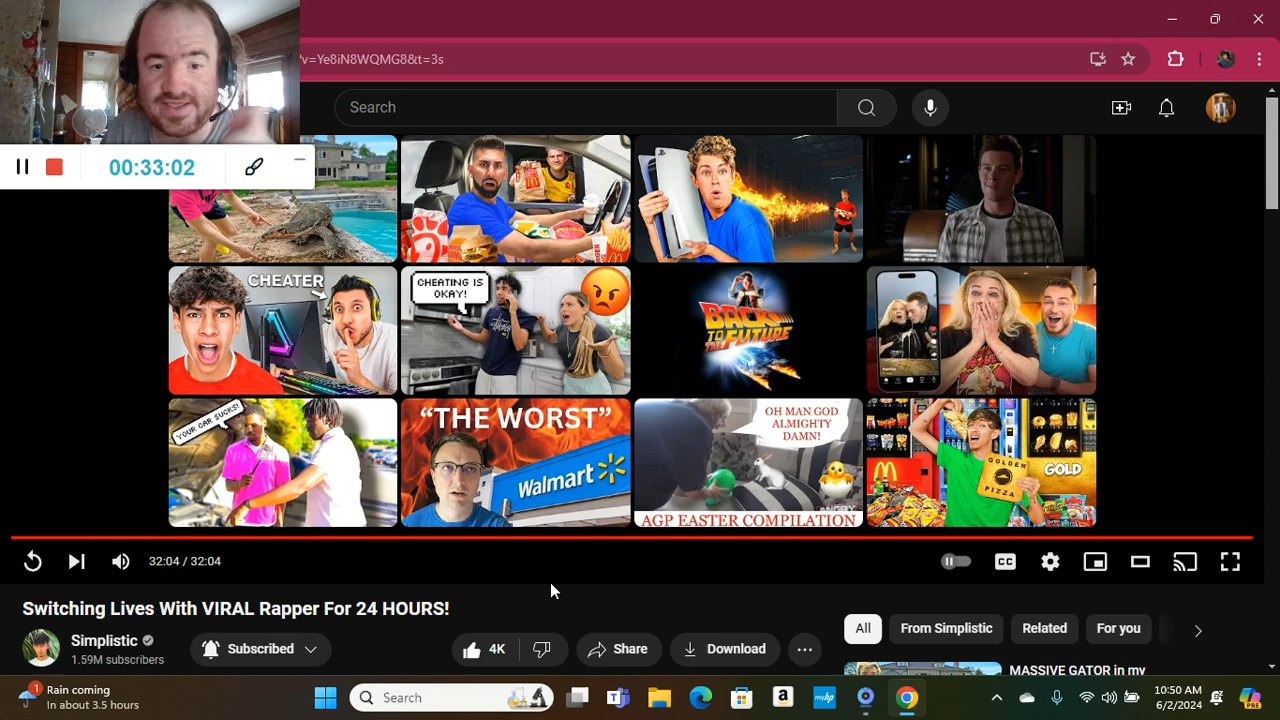 v=Ye8iN8WQMG8&t=3s
Search
00:33:02
CHEATER
CHEATING IS
OKAY!
BACK
TO THE
FUTURE
YOUR CAR SUCKS!
"THE WORST"
Walmart
OH MAN GOD
ALMIGHTY
DAMN!
AGP EASTER COMPILATION
GOLDEN
PIZZA
GOLD
32:04 / 32:04
CC
Switching Lives With VIRAL Rapper For 24 HOURS!
Simplistic
1.59M subscribers
Subscribed
4K
Share
Download
All
From Simplistic
Related
For you
MASSIVE GATOR in my
1
Rain coming
In about 3.5 hours
Search
10:50 AM
6/2/2024
PRE